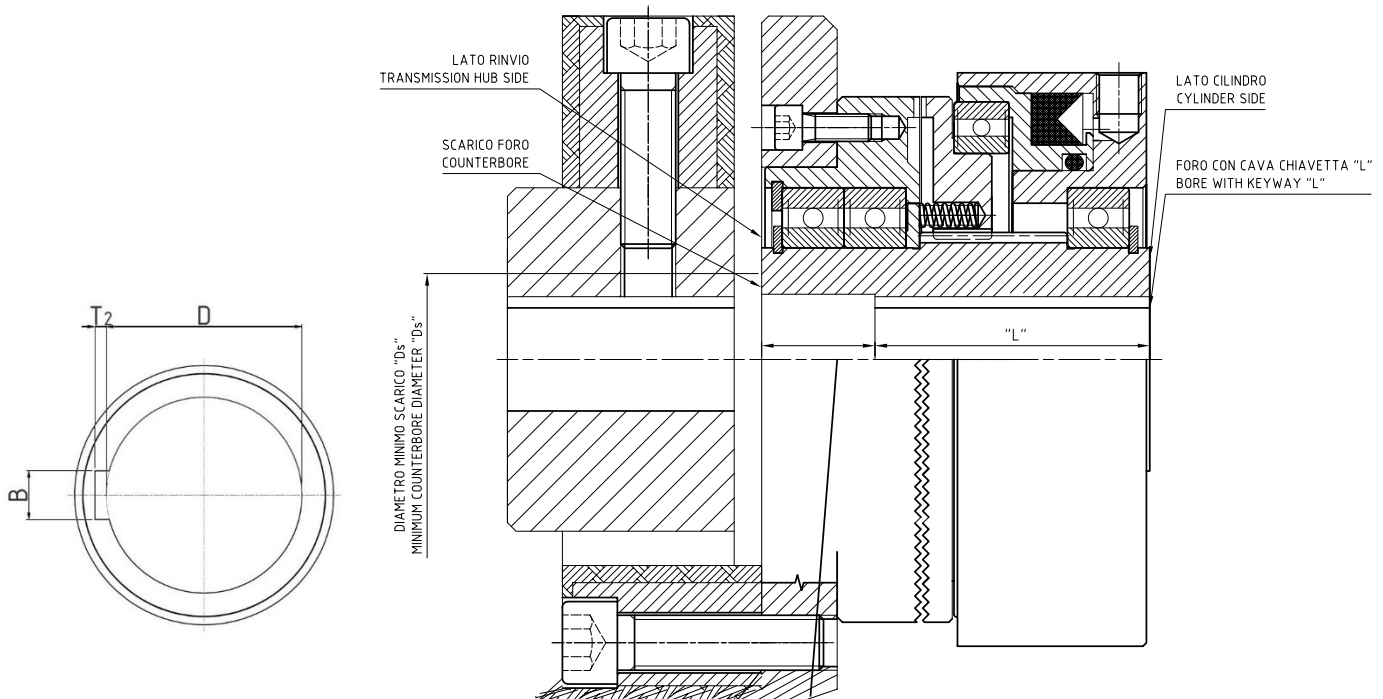 LATO RINVIO
TRANSMISSION HUB SIDE
SCARICO FORO
COUNTERBORE
LATO CILINDRO
CYLINDER SIDE
FORO CON CAVA CHIAVETTA "L"
BORE WITH KEYWAY "L"
"L"
DIAMETRO MINIMO SCARICO "Ds"
MINIMUM COUNTERBORE DIAMETER "Ds"
T2
D
B